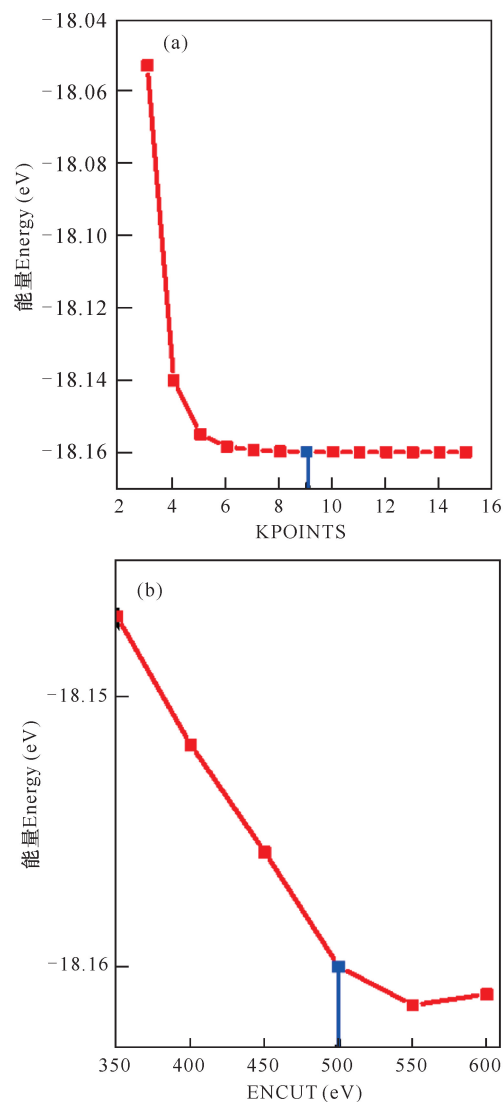 (a)
−18.04
−18.06
−18.08
−18.10
−18.12
−18.14
−18.16
能量Energy (eV)
2 4 6 8 10 12 14 16
KPOINTS
(b)
−18.15
−18.16
能量Energy (eV)
350 400 450 500 550 600
ENCUT (eV)